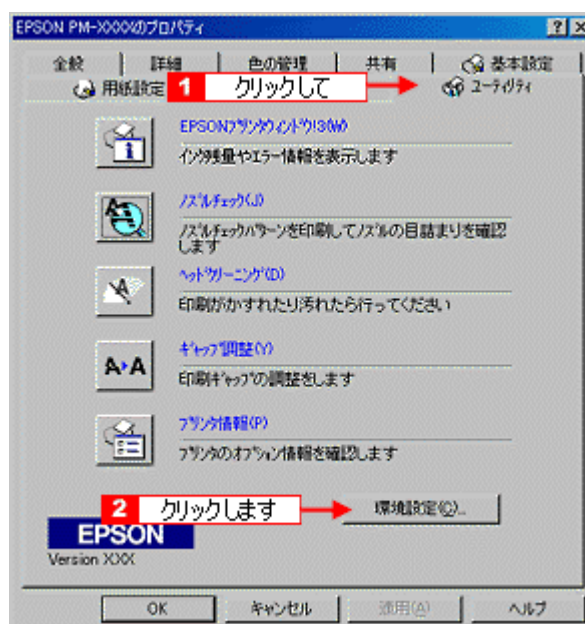 EPSON PM-XXXXのプロパティ
全般 詳細 色の管理 共有 基本設定
用紙設定 1 クリックして ユーティリティ
EPSONプリンタウィンドウ!3(W)
インク残量やエラー情報を表示します
ノズルチェック(J)
ノズルチェックパターンを印刷してノズルの目詰まりを確認
します
ヘッドクリーニング(D)
印刷がかすれたり汚れたら行ってください
ギャップ調整(Y)
印刷ギャップの調整をします
プリンタ情報(P)
プリンタのオプション情報を確認します
2 クリックします 環境設定(C)...
EPSON
Version XXX
OK キャンセル 適用(A) ヘルプ